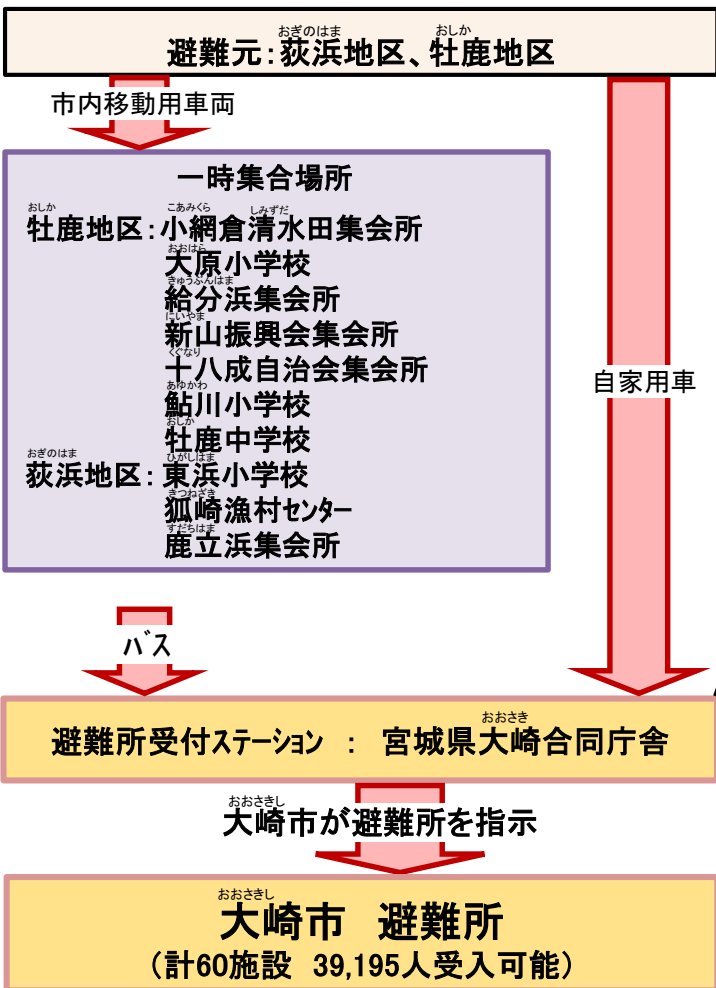 おぎのはま おしか
避難元：荻浜地区、牡鹿地区
市内移動用車両
一時集合場所
おしか こあみくら しみずだ
牡鹿地区：小網倉清水田集会所
おおはら
大原小学校
きゅうぶんはま
給分浜集会所
にいやま
新山振興会集会所
くぐなり
十八成自治会集会所
あゆかわ
鮎川小学校
おしか
牡鹿中学校
おぎのはま ひがしはま
荻浜地区：東浜小学校
きつねざき
狐崎漁村センター
すだちはま
鹿立浜集会所
自家用車
バス
おおさき
避難所受付ステーション ： 宮城県大崎合同庁舎
おおさきし
大崎市が避難所を指示
おおさきし
大崎市 避難所
（計60施設 39,195人受入可能）